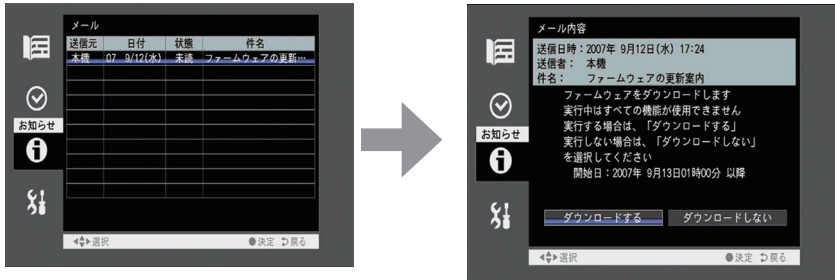 メール
送信元 日付 状態 件名
本機 07 9/12(水) 未読 ファームウェアの更新…
お知らせ
選択 ●決定 戻る
メール内容
送信日時：2007年 9月12日(水) 17:24
送信者： 本機
件名： ファームウェアの更新案内
ファームウェアをダウンロードします
実行中はすべての機能が使用できません
実行する場合は、「ダウンロードする」
実行しない場合は、「ダウンロードしない」
を選択してください
開始日：2007年 9月13日01時00分 以降
お知らせ
ダウンロードする ダウンロードしない
選択 ●決定 戻る